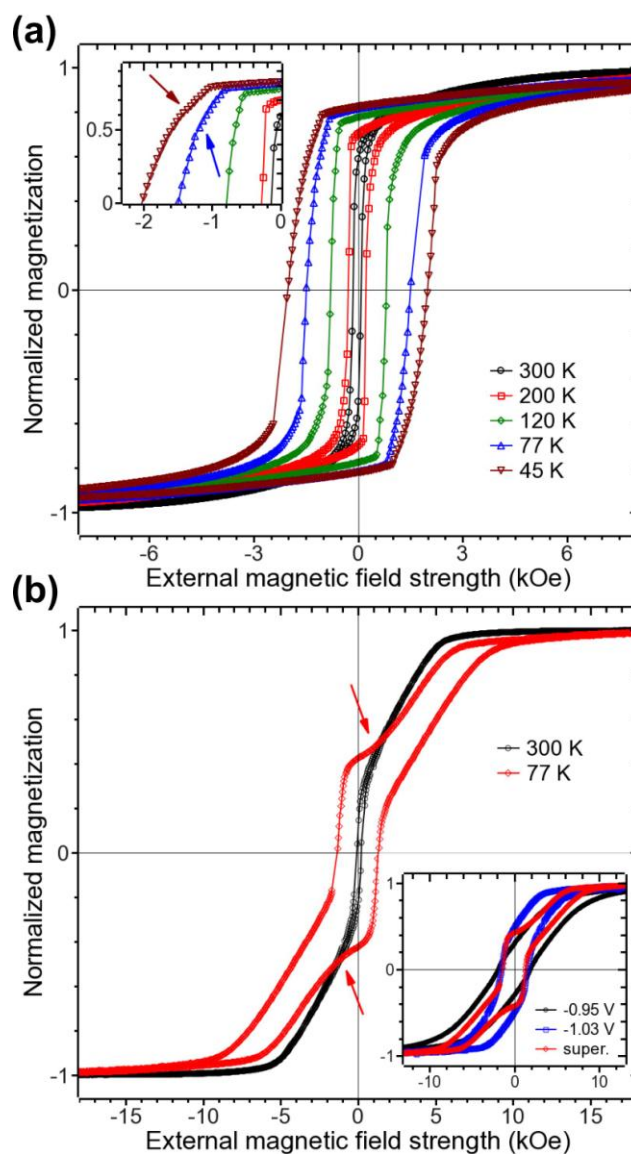 (a)
1
0
-1
Normalized magnetization
0.5
0
-2 -1 0
300 K
200 K
120 K
77 K
45 K
-6 -3 0 3 6
External magnetic field strength (kOe)
(b)
1
0
-1
Normalized magnetization
300 K
77 K
1
0
-1
-0.95 V
-1.03 V
super.
-10 0 10
-15 -10 -5 0 5 10 15
External magnetic field strength (kOe)